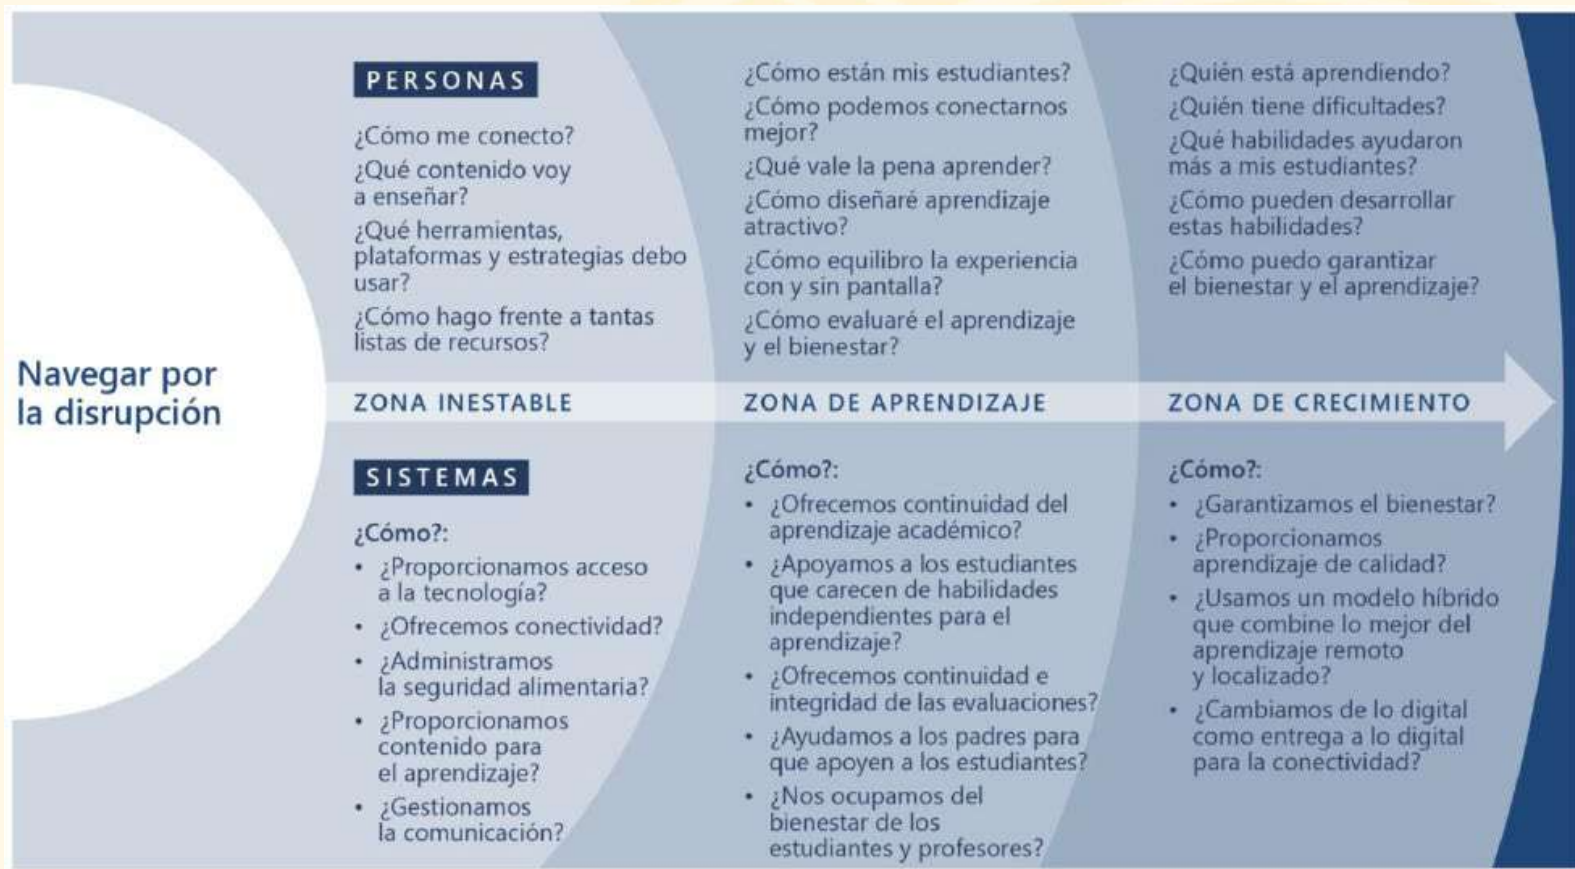 Navegar por
la disrupción
PERSONAS
¿Cómo me conecto?
¿Qué contenido voy
a enseñar?
¿Qué herramientas,
plataformas y estrategias debo
usar?
¿Cómo hago frente a tantas
listas de recursos?
¿Cómo están mis estudiantes?
¿Cómo podemos conectarnos
mejor?
¿Qué vale la pena aprender?
¿Cómo diseñaré aprendizaje
atractivo?
¿Cómo equilibro la experiencia
con y sin pantalla?
¿Cómo evaluaré el aprendizaje
y el bienestar?
¿Quién está aprendiendo?
¿Quién tiene dificultades?
¿Qué habilidades ayudaron
más a mis estudiantes?
¿Cómo pueden desarrollar
estas habilidades?
¿Cómo puedo garantizar
el bienestar y el aprendizaje?
ZONA INESTABLE
ZONA DE APRENDIZAJE
ZONA DE CRECIMIENTO
SISTEMAS
¿Cómo?:
• ¿Proporcionamos acceso
a la tecnología?
• ¿Ofrecemos conectividad?
• ¿Administramos
la seguridad alimentaria?
• ¿Proporcionamos
contenido para
el aprendizaje?
• ¿Gestionamos
la comunicación?
¿Cómo?:
• ¿Ofrecemos continuidad del
aprendizaje académico?
• ¿Apoyamos a los estudiantes
que carecen de habilidades
independientes para el
aprendizaje?
• ¿Ofrecemos continuidad e
integridad de las evaluaciones?
• ¿Ayudamos a los padres para
que apoyen a los estudiantes?
• ¿Nos ocupamos del
bienestar de los
estudiantes y profesores?
¿Cómo?:
• ¿Garantizamos el bienestar?
• ¿Proporcionamos
aprendizaje de calidad?
• ¿Usamos un modelo híbrido
que combine lo mejor del
aprendizaje remoto
y localizado?
• ¿Cambiamos de lo digital
como entrega a lo digital
para la conectividad?